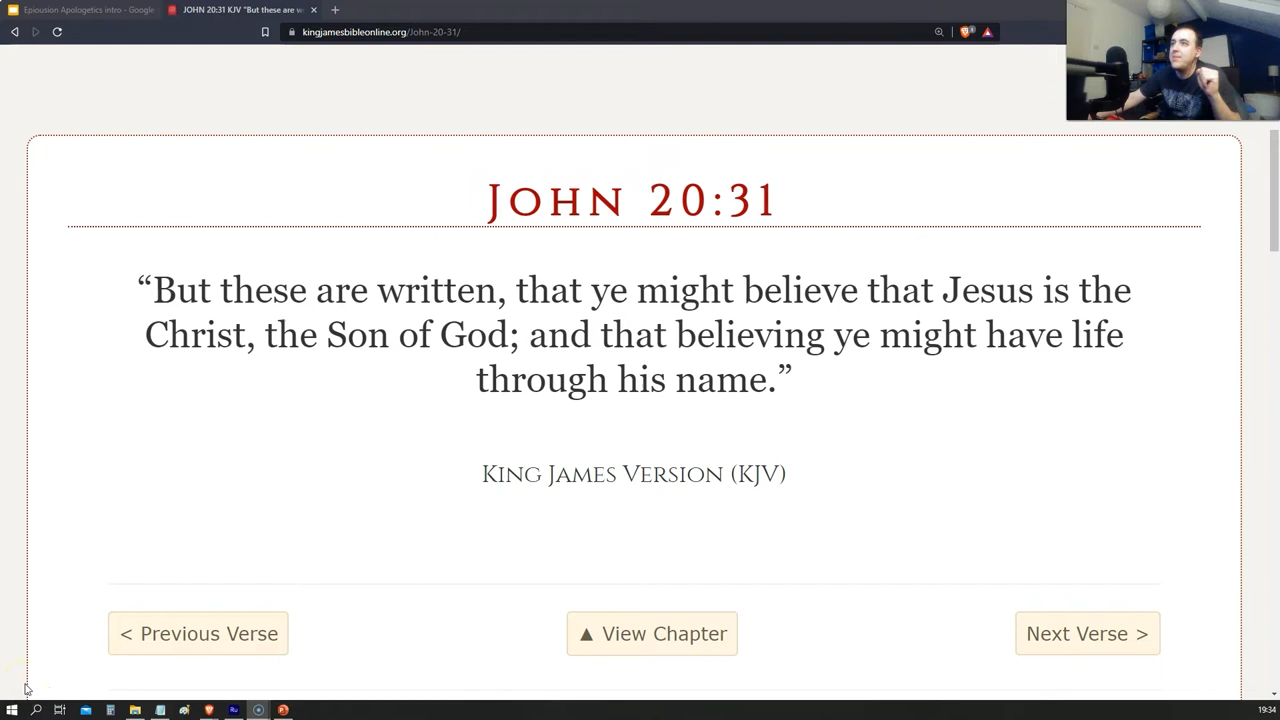 Epiousion Apologetics intro - Google
JOHN 20:31 KJV "But these are w
kingjamesbibleonline.org/John-20-31/
JOHN 20:31
“But these are written, that ye might believe that Jesus is the
Christ, the Son of God; and that believing ye might have life
through his name.”
KING JAMES VERSION (KJV)
< Previous Verse
▲ View Chapter
Next Verse >
19:34